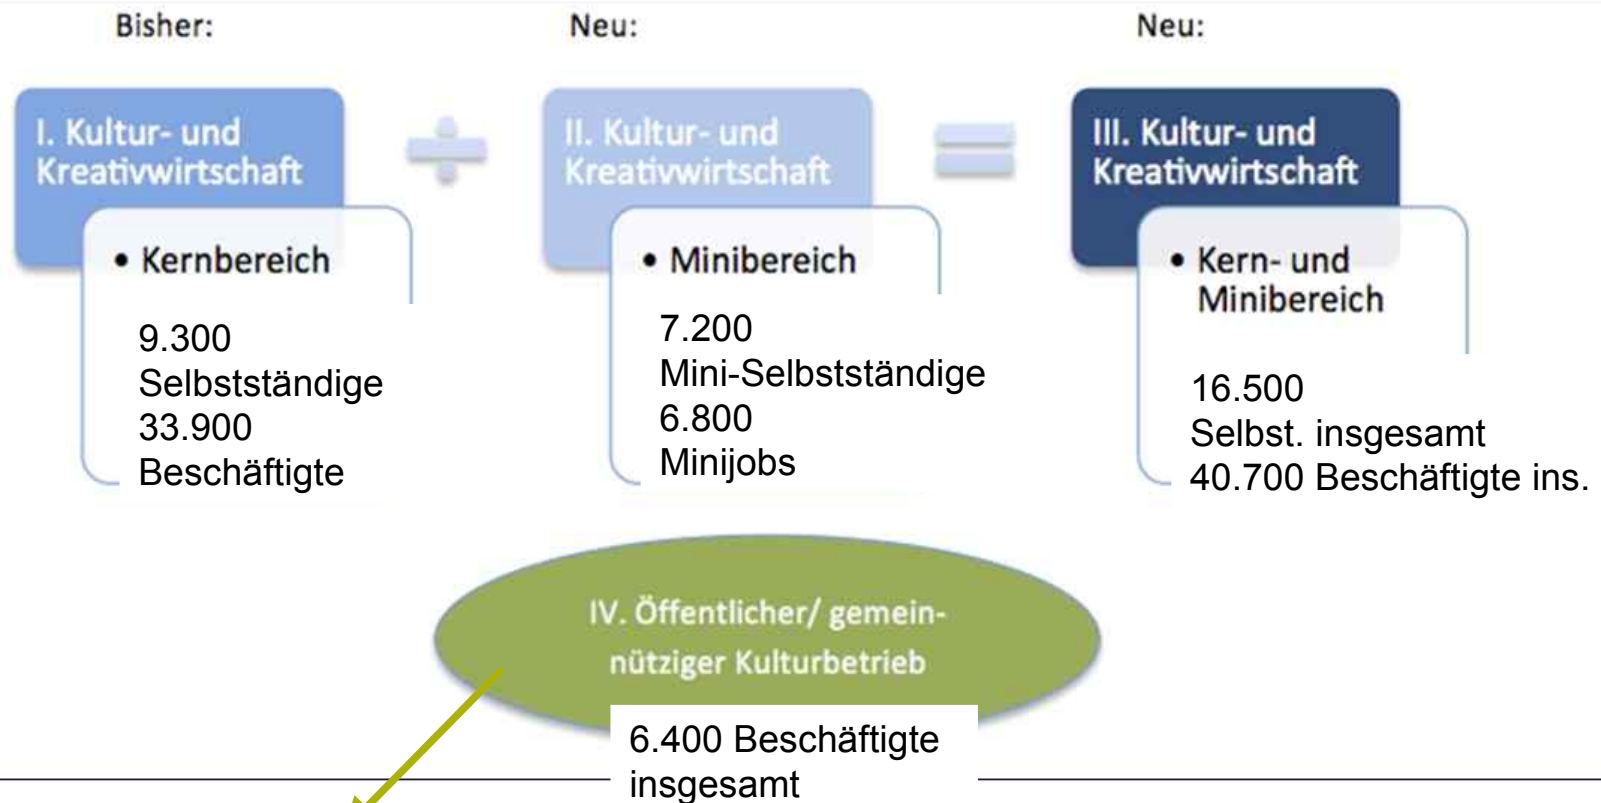 Bisher:
Neu:
Neu:
I. Kultur- und
Kreativwirtschaft
• Kernbereich
9.300
Selbstständige
33.900
Beschäftigte
÷
II. Kultur- und
Kreativwirtschaft
• Minibereich
7.200
Mini-Selbstständige
6.800
Minijobs
=
III. Kultur- und
Kreativwirtschaft
• Kern- und
Minibereich
16.500
Selbst. insgesamt
40.700 Beschäftigte ins.
IV. Öffentlicher/ gemein-
nütziger Kulturbetrieb
6.400 Beschäftigte
insgesamt